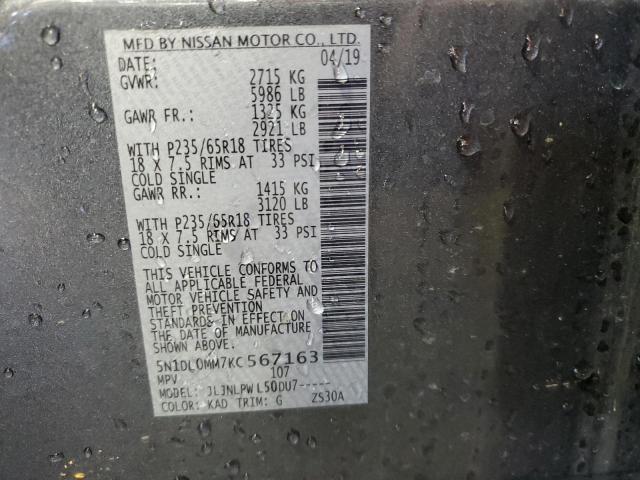 MFD BY NISSAN MOTOR CO., LTD.
DATE: 04/19
GVWR: 2715 KG
5986 LB
GAWR FR.: 1325 KG
2921 LB
WITH P235/65R18 TIRES
18 X 7.5 RIMS AT 33 PSI
COLD SINGLE
GAWR RR.: 1415 KG
3120 LB
WITH P235/65R18 TIRES
18 X 7.5 RIMS AT 33 PSI
COLD SINGLE
THIS VEHICLE CONFORMS TO
ALL APPLICABLE FEDERAL
MOTOR VEHICLE SAFETY AND
THEFT PREVENTION
STANDARDS IN EFFECT ON
THE DATE OF MANUFACTURE
SHOWN ABOVE.
5N1DL0MM7KC567163
MPV 107
MODEL: JLJNLPWL50DU7-----
COLOR: KAD TRIM: G ZS30A